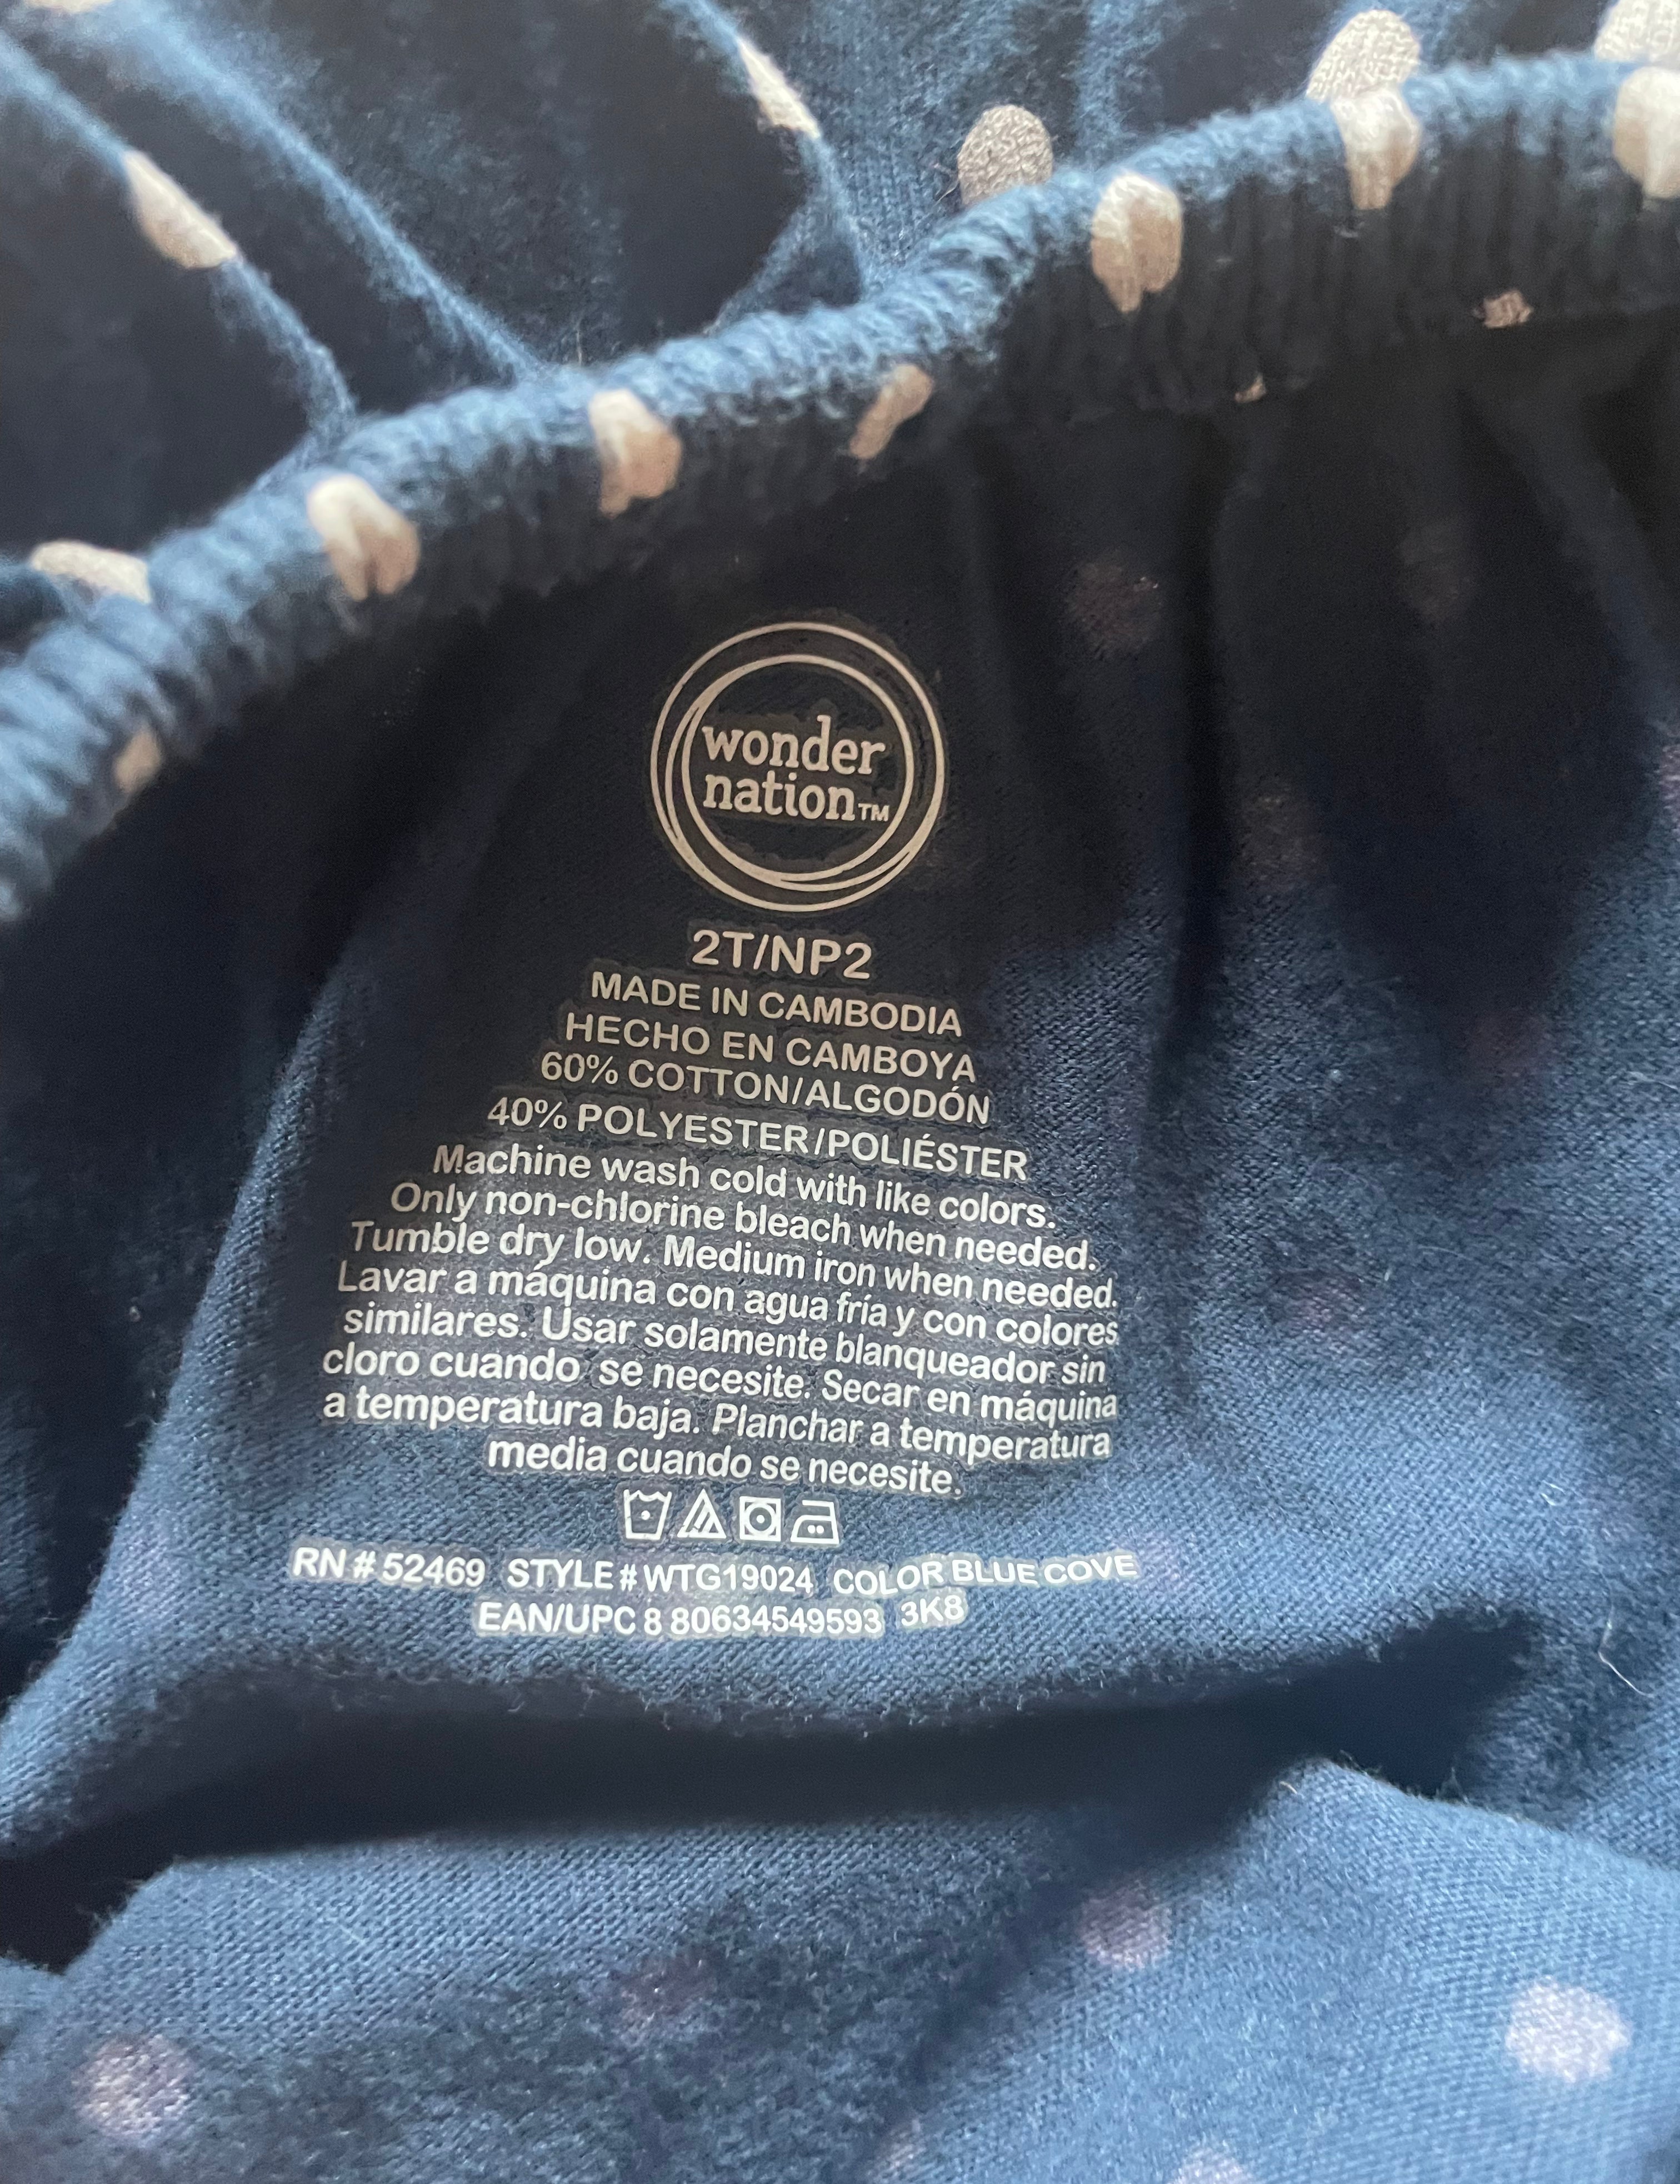 wonder
nation™
2T/NP2
MADE IN CAMBODIA
HECHO EN CAMBOYA
60% COTTON/ALGODÓN
40% POLYESTER/POLIÉSTER
Machine wash cold with like colors.
Only non-chlorine bleach when needed.
Tumble dry low. Medium iron when needed.
Lavar a máquina con agua fría y con colores
similares. Usar solamente blanqueador sin
cloro cuando se necesite. Secar en máquina
a temperatura baja. Planchar a temperatura
media cuando se necesite.
RN # 52469 STYLE # WTG19024 COLOR BLUE COVE
EAN/UPC 8 80634549593 3K8